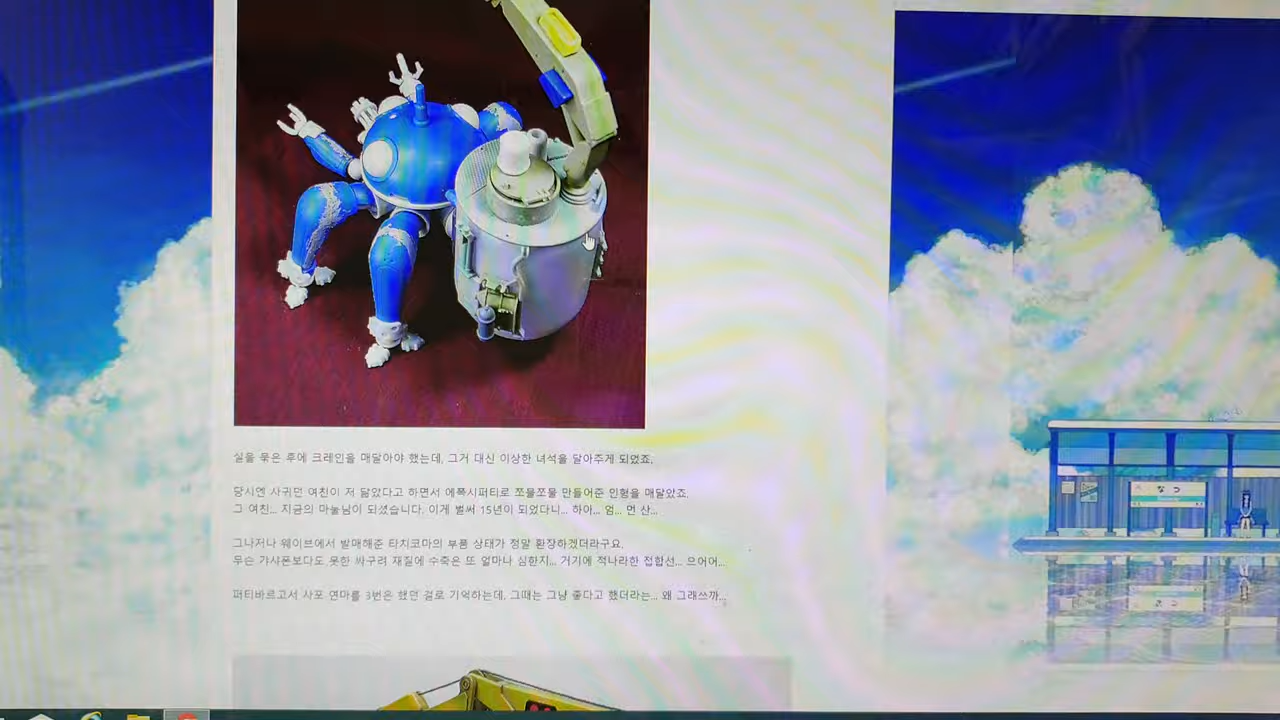 실을 묶은 후에 크레인을 매달아야 했는데, 그거 대신 이상한 녀석을 달아주게 되었죠.
당시엔 사귀던 여친이 저 닮았다고 하면서 에폭시퍼티로 쪼물쪼물 만들어준 인형을 매달았죠.
그 여친... 지금의 마눌님이 되셨습니다. 이게 벌써 15년이 되었다니... 하아... 엄... 먼 산...
그나저나 웨이브에서 발매해준 타치코마의 부품 상태가 정말 환장하겠더라구요.
무슨 가샤폰보다도 못한 싸구려 재질에 수축은 또 얼마나 심한지... 거기에 적나라한 접합선... 으어어...
퍼티바르고서 사포 연마를 3번은 했던 걸로 기억하는데, 그때는 그냥 좋다고 했더라는... 왜 그래쓰까...
なつ